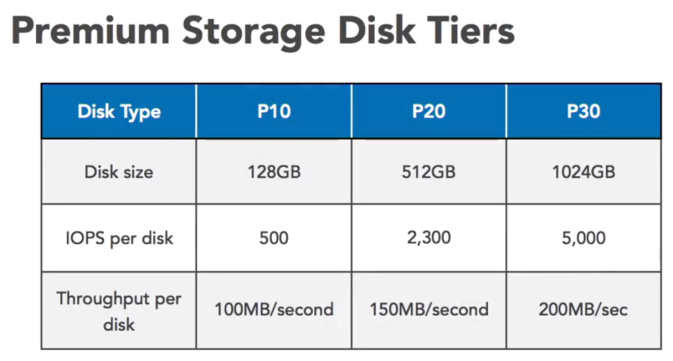 Premium Storage Disk Tiers
Disk Type P10 P20 P30
Disk size 128GB 512GB 1024GB
IOPS per disk 500 2,300 5,000
Throughput per disk 100MB/second 150MB/second 200MB/sec